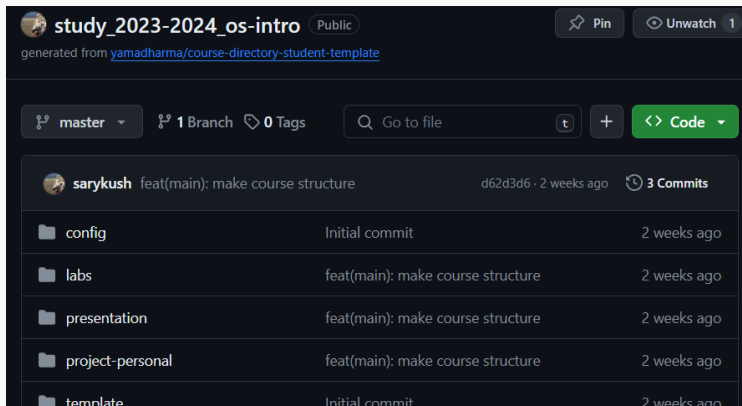 study_2023-2024_os-intro Public Pin Unwatch 1
generated from yamadharma/course-directory-student-template
master 1 Branch 0 Tags Go to file t + <> Code
sarykush feat(main): make course structure d62d3d6 · 2 weeks ago 3 Commits
config Initial commit 2 weeks ago
labs feat(main): make course structure 2 weeks ago
presentation feat(main): make course structure 2 weeks ago
project-personal feat(main): make course structure 2 weeks ago
template Initial commit 2 weeks ago